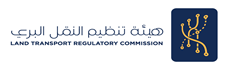 هيئة تنظيم النقل البري
LAND TRANSPORT REGULATORY COMMISSION